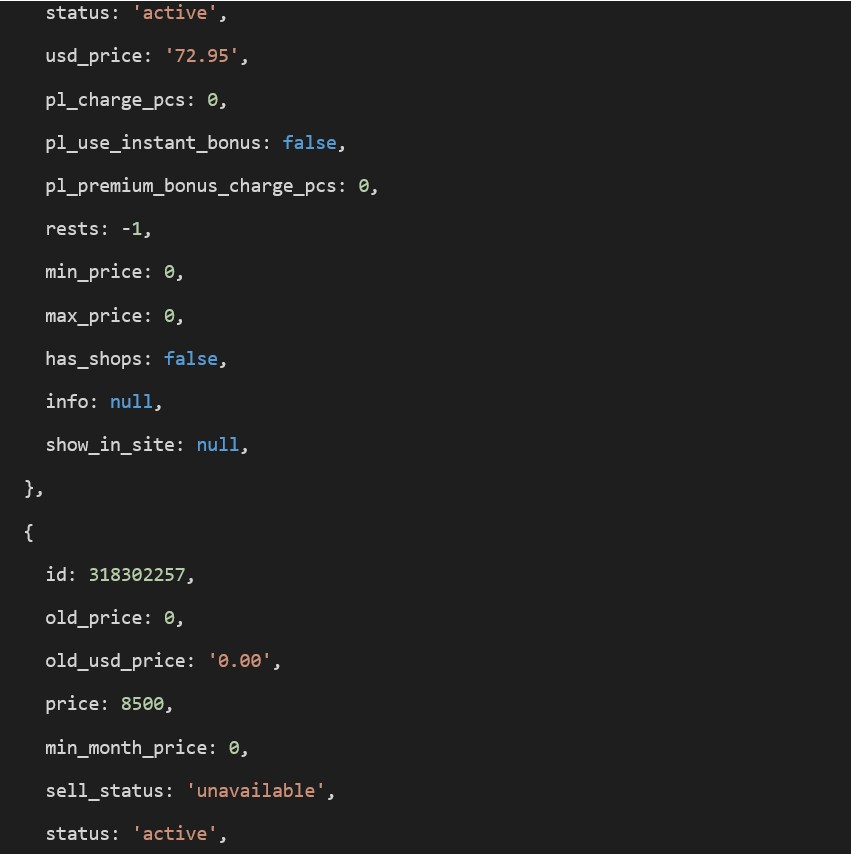 status: 'active',
usd_price: '72.95',
pl_charge_pcs: 0,
pl_use_instant_bonus: false,
pl_premium_bonus_charge_pcs: 0,
rests: -1,
min_price: 0,
max_price: 0,
has_shops: false,
info: null,
show_in_site: null,
},
{
id: 318302257,
old_price: 0,
old_usd_price: '0.00',
price: 8500,
min_month_price: 0,
sell_status: 'unavailable',
status: 'active',